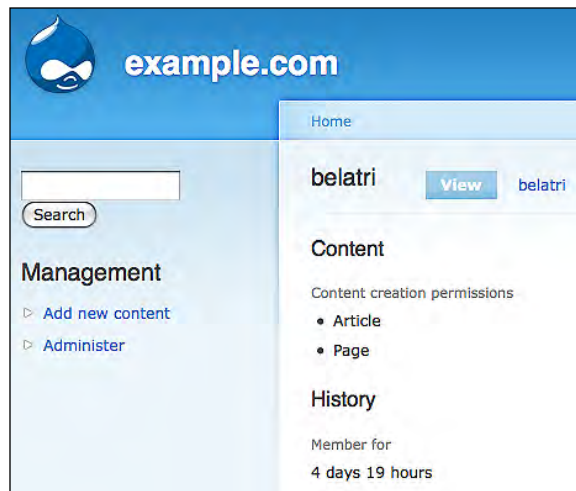 example.com
Home
belatri View belatri
Search
Management
Add new content
Administer
Content
Content creation permissions
Article
Page
History
Member for
4 days 19 hours